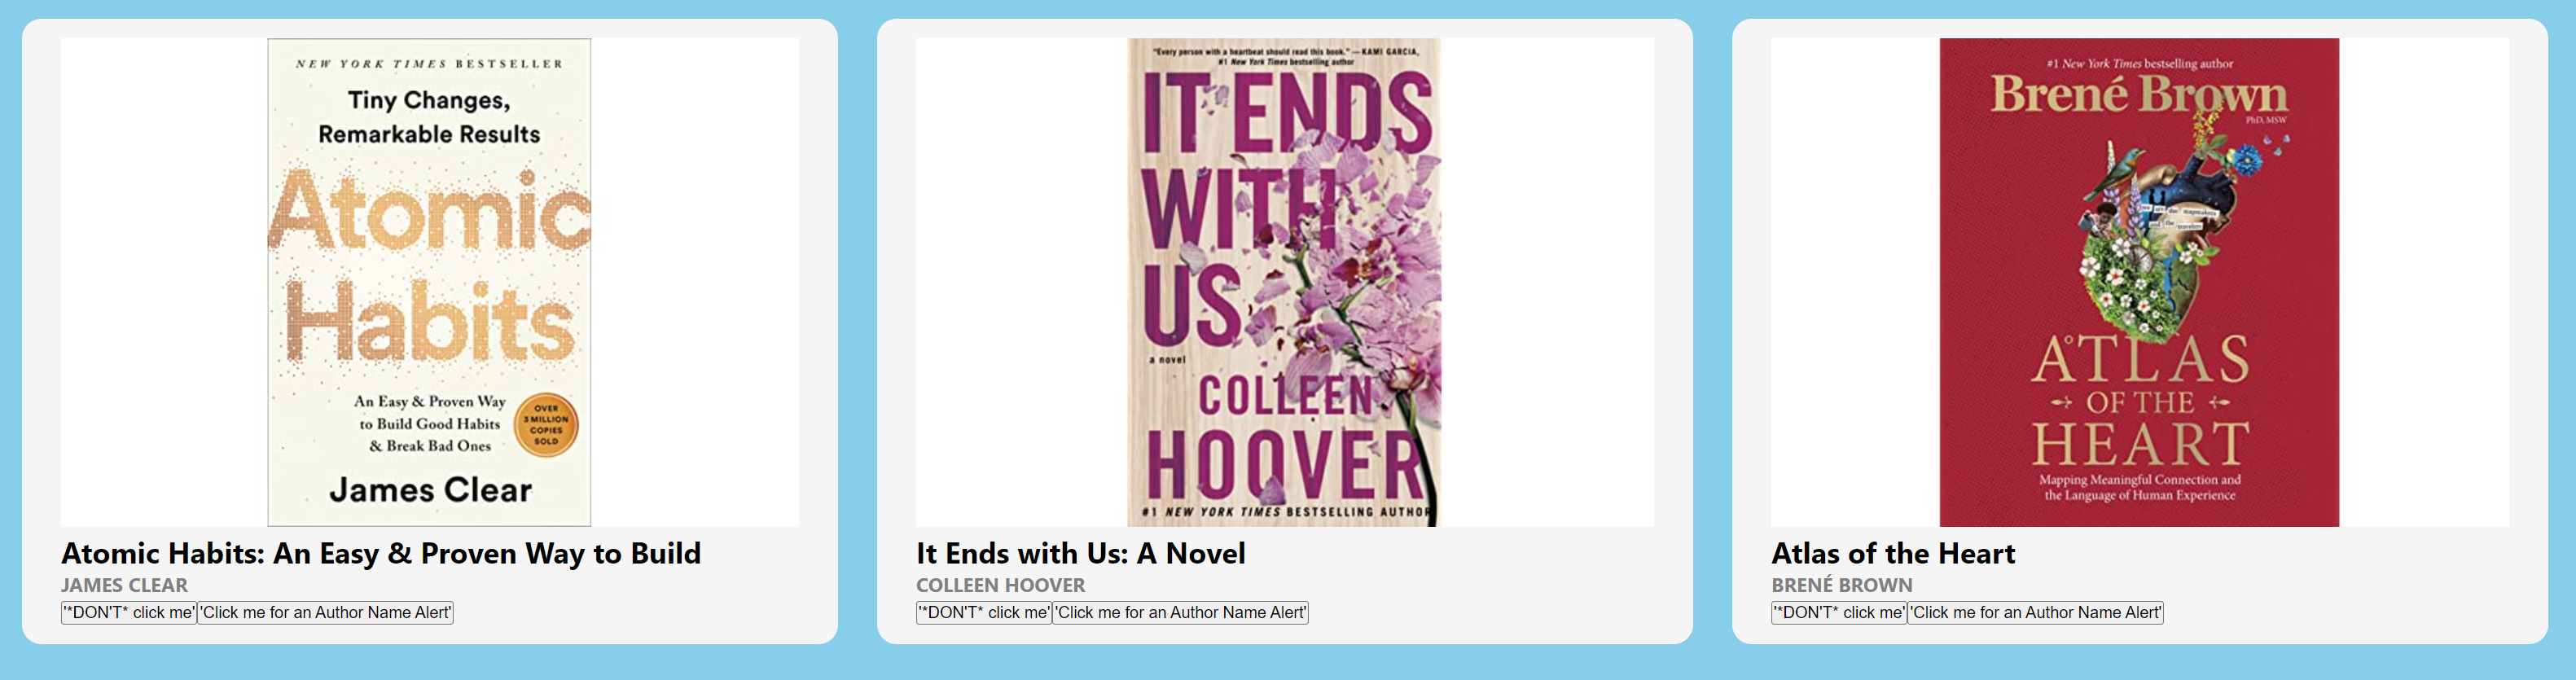 NEW YORK TIMES BESTSELLER
Tiny Changes,
Remarkable Results
Atomic
Habits
An Easy & Proven Way
to Build Good Habits
& Break Bad Ones
OVER
3 MILLION
COPIES
SOLD
James Clear
Atomic Habits: An Easy & Proven Way to Build
JAMES CLEAR
'*DON'T* click me' 'Click me for an Author Name Alert'
"Every person with a heartbeat should read this book." —KAMI GARCIA,
#1 New York Times bestselling author
IT ENDS
WITH
US
a novel
COLLEEN
HOOVER
#1 NEW YORK TIMES BESTSELLING AUTHOR
It Ends with Us: A Novel
COLLEEN HOOVER
'*DON'T* click me' 'Click me for an Author Name Alert'
#1 New York Times bestselling author
Brené Brown
PhD, MSW
are the mapmakers
and the travelers
ATLAS
OF THE
HEART
Mapping Meaningful Connection and
the Language of Human Experience
Atlas of the Heart
BRENÉ BROWN
'*DON'T* click me' 'Click me for an Author Name Alert'